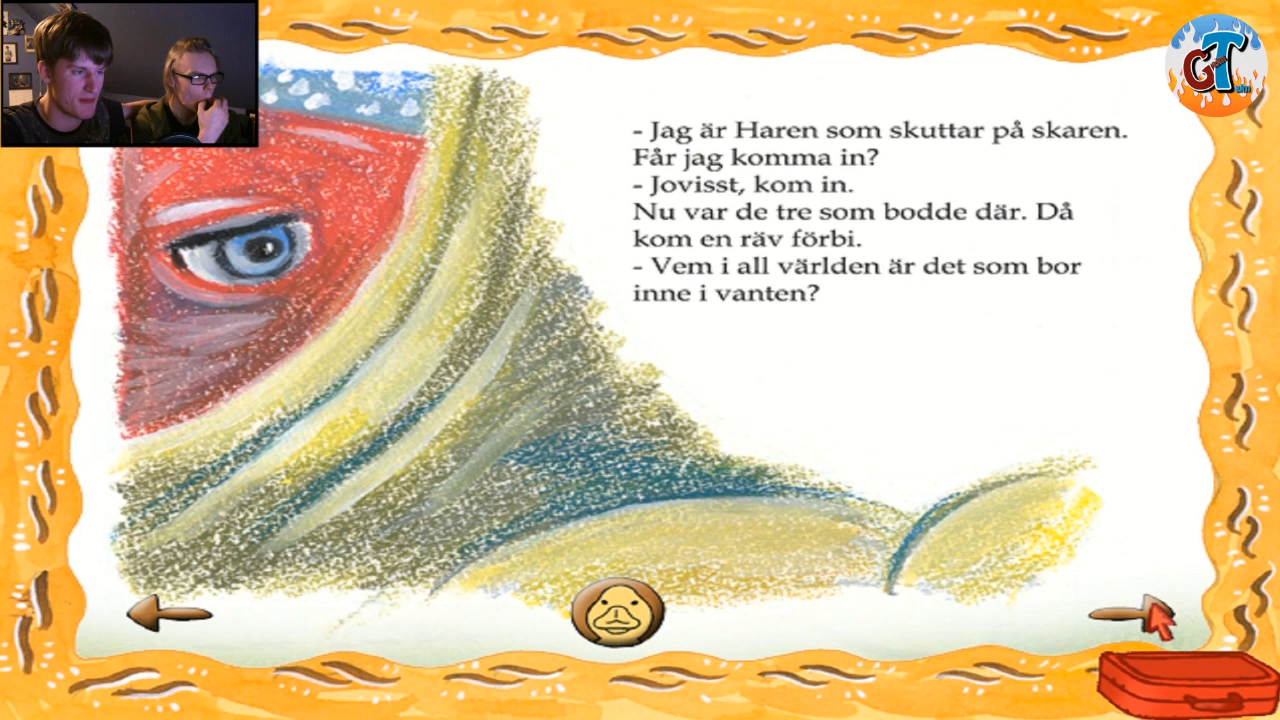 - Jag är Haren som skuttar på skaren.
Får jag komma in?
- Jovisst, kom in.
Nu var de tre som bodde där. Då
kom en räv förbi.
- Vem i all världen är det som bor
inne i vanten?
GT